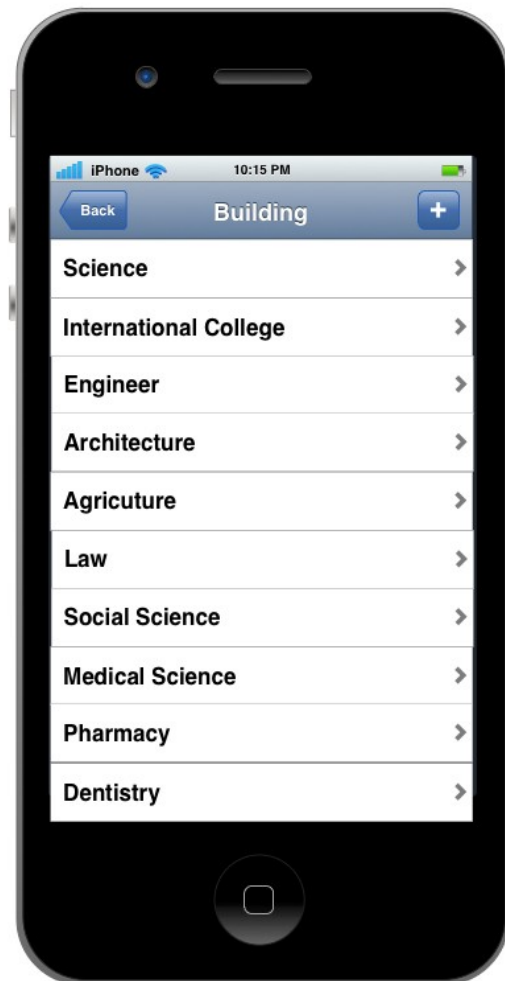 iPhone 10:15 PM
Back Building +
Science
International College
Engineer
Architecture
Agricuture
Law
Social Science
Medical Science
Pharmacy
Dentistry